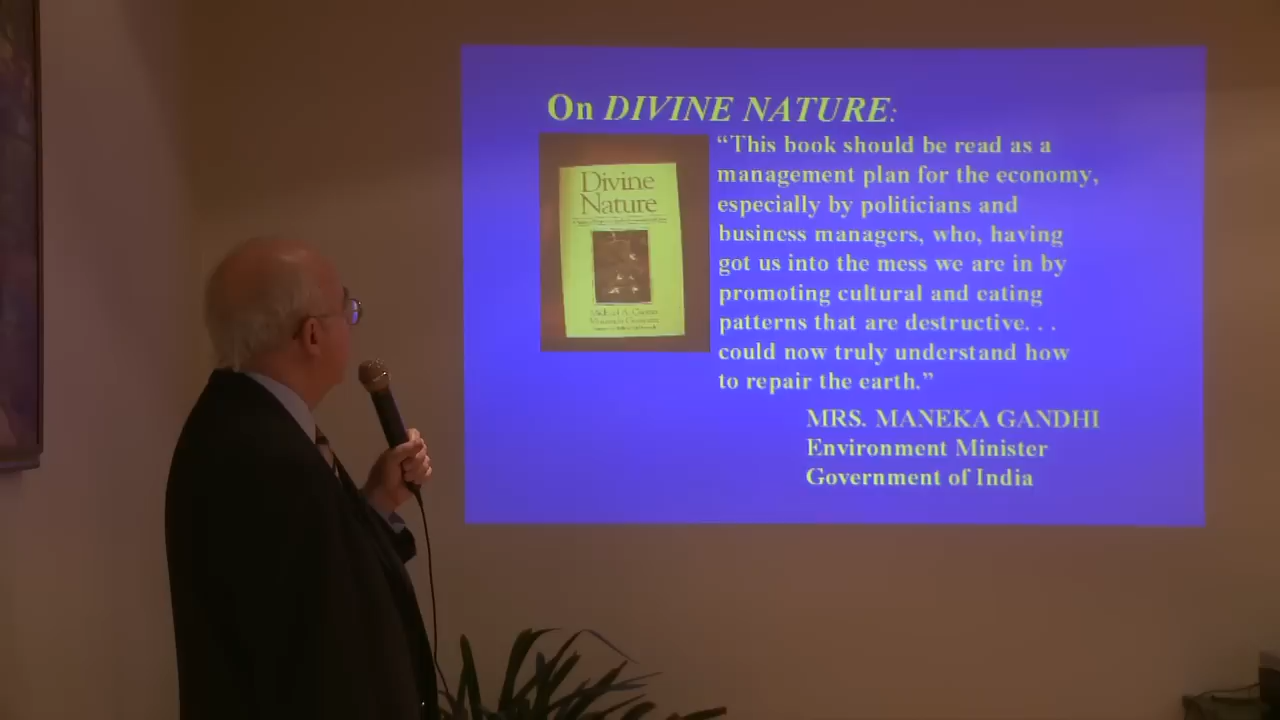 On DIVINE NATURE:
“This book should be read as a
management plan for the economy,
especially by politicians and
business managers, who, having
got us into the mess we are in by
promoting cultural and eating
patterns that are destructive. . .
could now truly understand how
to repair the earth.”
MRS. MANEKA GANDHI
Environment Minister
Government of India
Divine
Nature
Michael A. Cremo